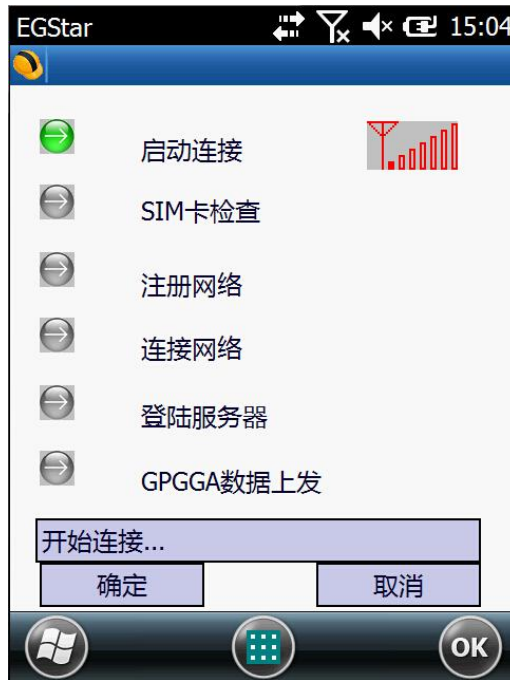 EGStar 15:04
启动连接
SIM卡检查
注册网络
连接网络
登陆服务器
GPGGA数据上发
开始连接...
确定 取消
OK